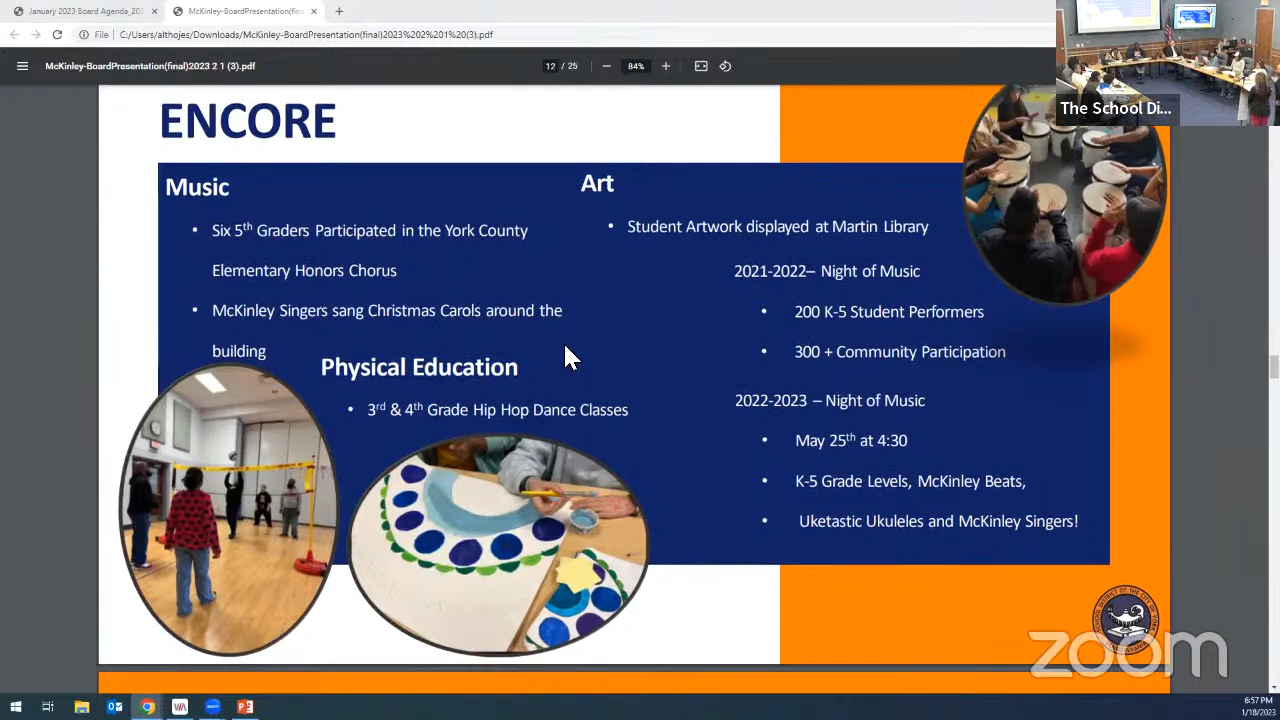 January 2023 Board Agenda_202
McKinley-BoardPresentation(fina
File
C:/Users/althojes/Downloads/McKinley-BoardPresentation(final)2023%202%201%20(3).pdf
McKinley-BoardPresentation(final)2023 2 1 (3).pdf
12 / 25
84%
The School Di...
ENCORE
Music
• Six 5th Graders Participated in the York County
Elementary Honors Chorus
• McKinley Singers sang Christmas Carols around the
building
Physical Education
• 3rd & 4th Grade Hip Hop Dance Classes
Art
• Student Artwork displayed at Martin Library
2021-2022– Night of Music
• 200 K-5 Student Performers
• 300 + Community Participation
2022-2023 – Night of Music
• May 25th at 4:30
• K-5 Grade Levels, McKinley Beats,
• Uketastic Ukuleles and McKinley Singers!
zoom
6:57 PM
1/18/2023